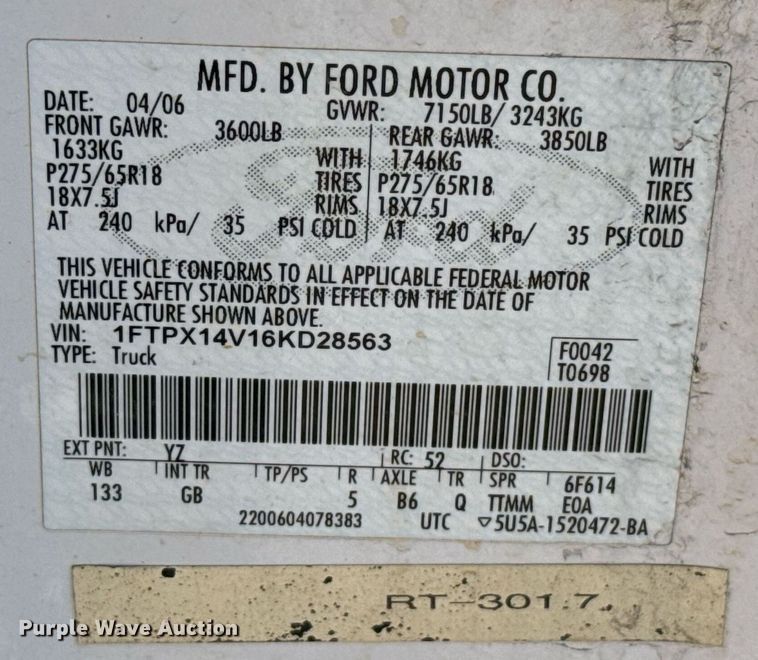 MFD. BY FORD MOTOR CO.
DATE: 04/06 GVWR: 7150LB/ 3243KG
FRONT GAWR: 3600LB REAR GAWR: 3850LB
1633KG WITH 1746KG WITH
P275/65R18 TIRES P275/65R18 TIRES
18X7.5J RIMS 18X7.5J RIMS
AT 240 kPa/ 35 PSI COLD AT 240 kPa/ 35 PSI COLD
THIS VEHICLE CONFORMS TO ALL APPLICABLE FEDERAL MOTOR
VEHICLE SAFETY STANDARDS IN EFFECT ON THE DATE OF
MANUFACTURE SHOWN ABOVE.
VIN: 1FTPX14V16KD28563
TYPE: Truck
F0042
T0698
EXT PNT: YZ RC: 52 DSO:
WB INT TR TP/PS R AXLE TR SPR 6F614
133 GB 5 B6 Q TTMM E0A
2200604078383 UTC ▽5U5A-1520472-BA
RT-301.7
Purple Wave Auction